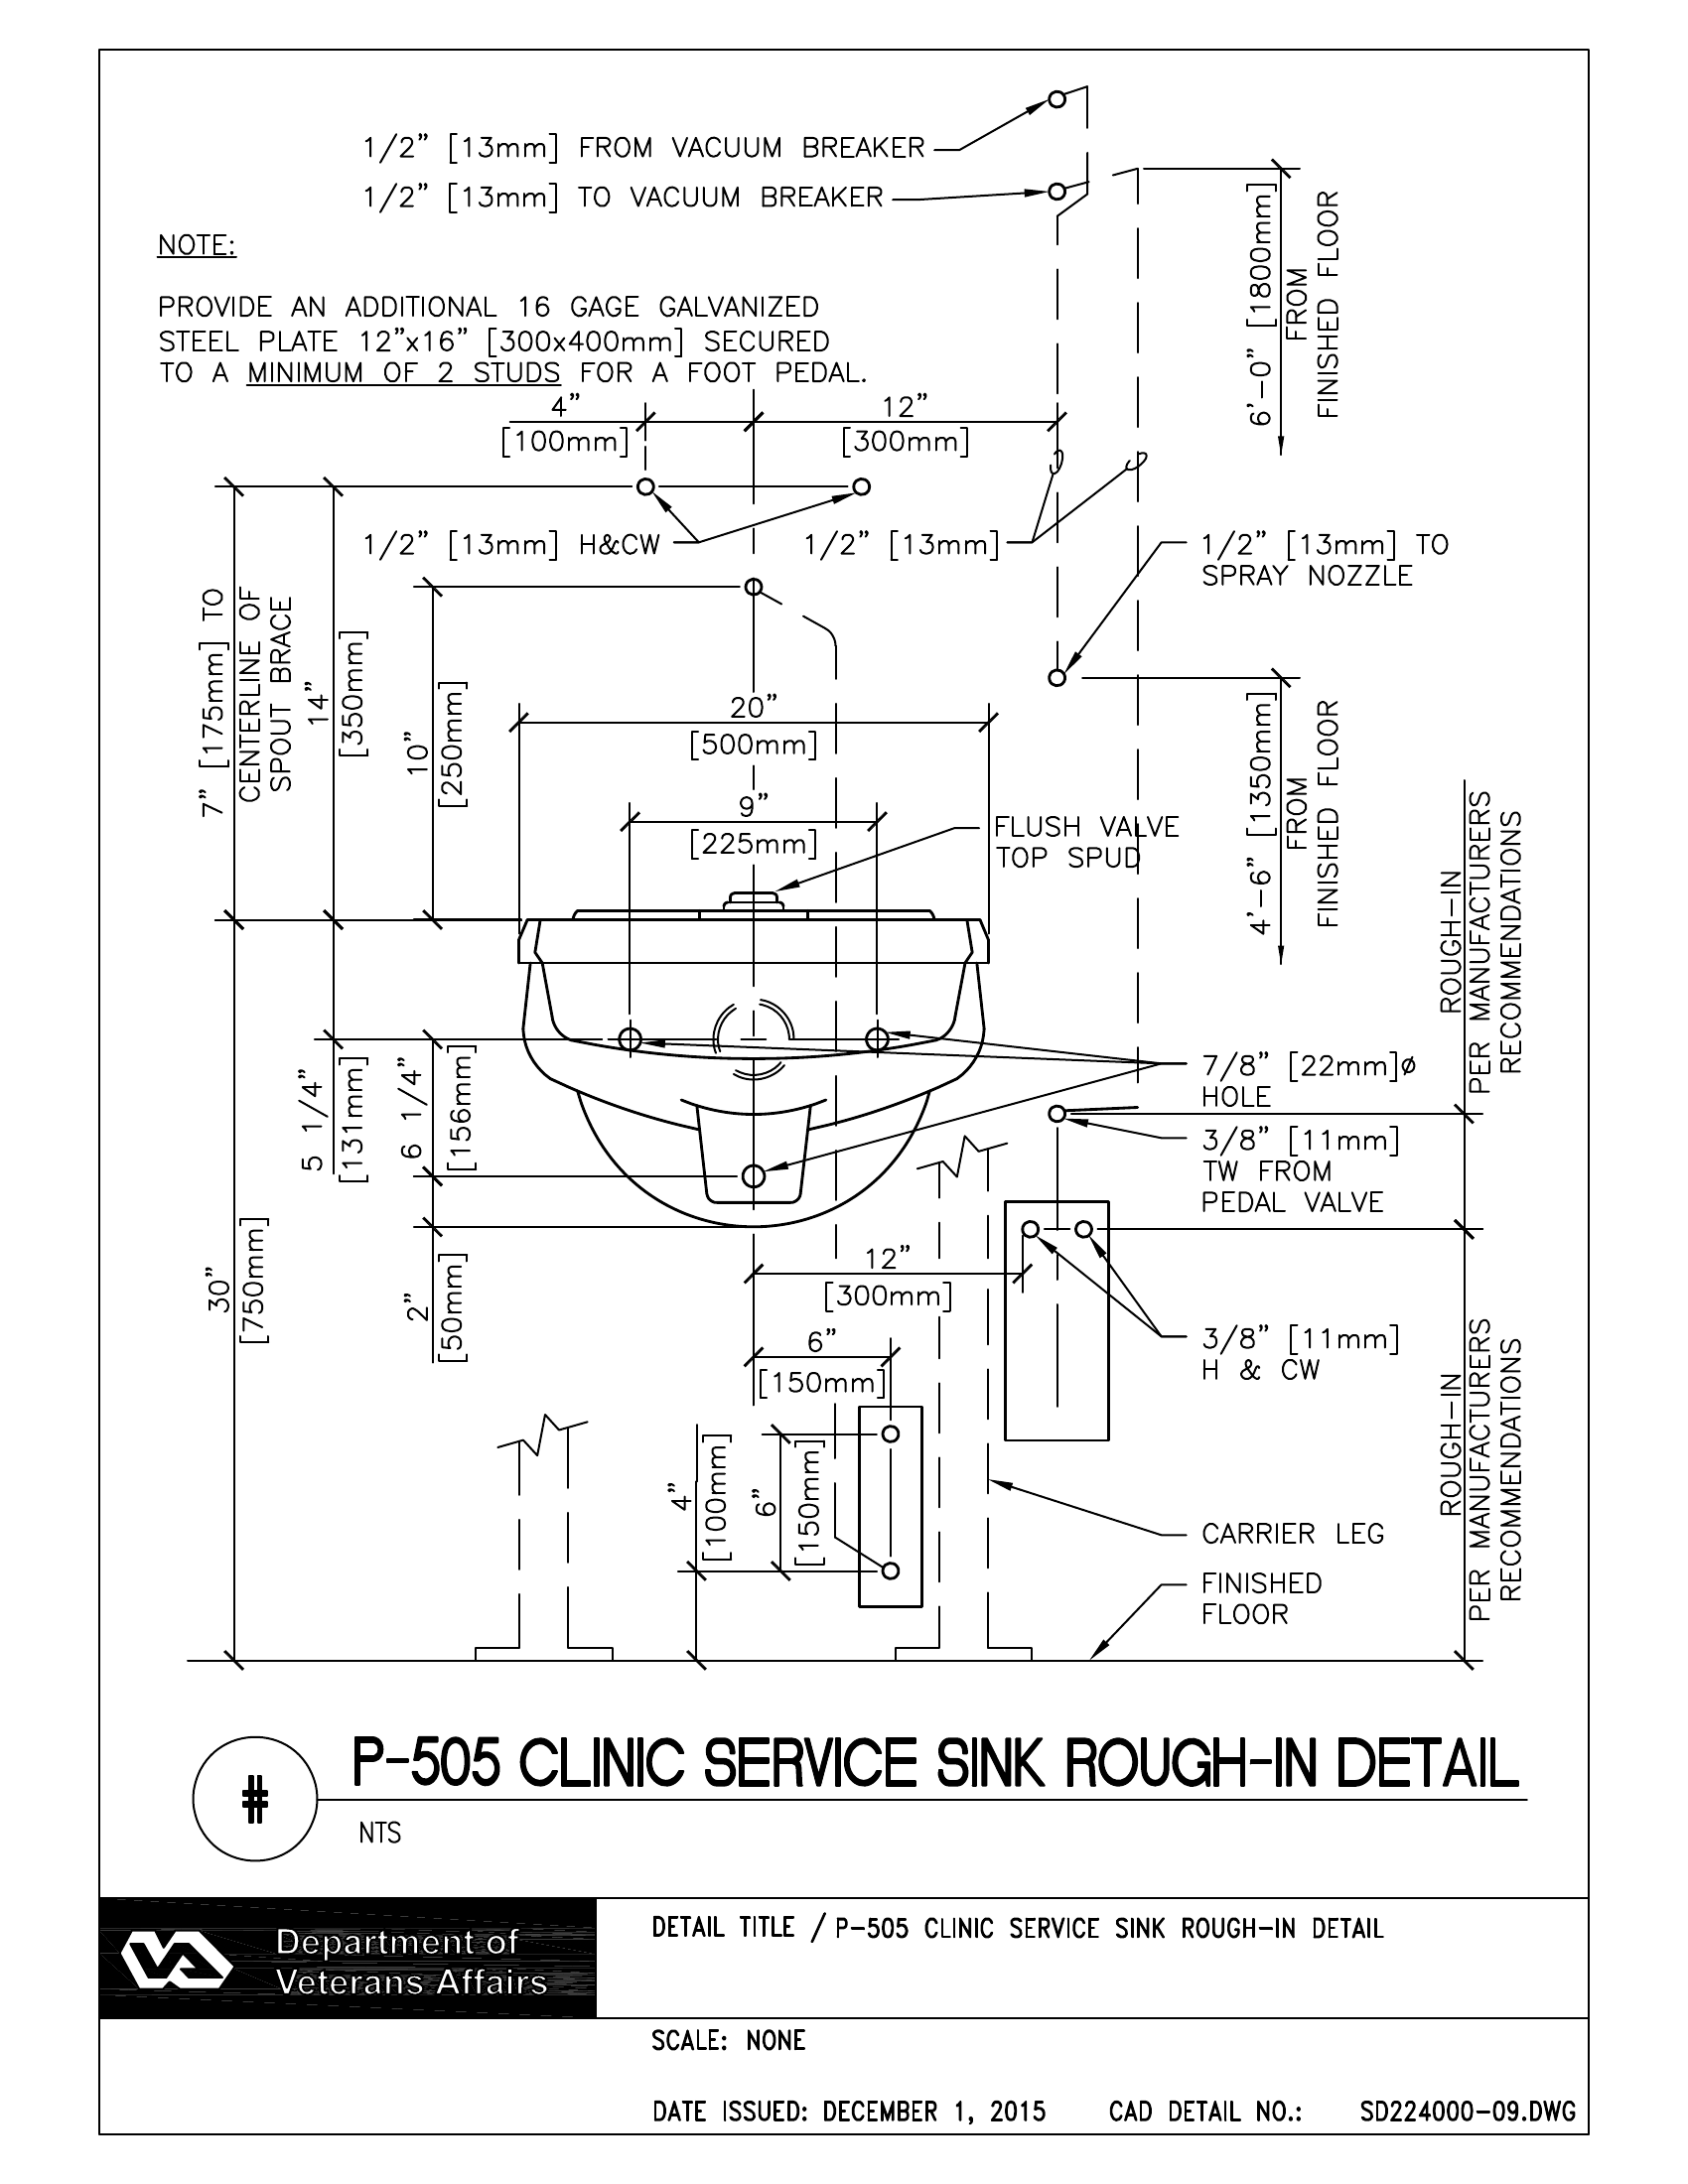 1/2” [13mm] FROM VACUUM BREAKER
1/2” [13mm] TO VACUUM BREAKER
6'-0” [1800mm]
FROM
FINISHED FLOOR
NOTE:
PROVIDE AN ADDITIONAL 16 GAGE GALVANIZED
STEEL PLATE 12”x16” [300x400mm] SECURED
TO A MINIMUM OF 2 STUDS FOR A FOOT PEDAL.
4”
[100mm]
12”
[300mm]
1/2” [13mm] H&CW
1/2” [13mm]
1/2” [13mm] TO
SPRAY NOZZLE
7” [175mm] TO
CENTERLINE OF
SPOUT BRACE
14”
[350mm]
10”
[250mm]
20”
[500mm]
9”
[225mm]
FLUSH VALVE
TOP SPUD
4'-6” [1350mm]
FROM
FINISHED FLOOR
ROUGH-IN
PER MANUFACTURERS
RECOMMENDATIONS
5 1/4”
[131mm]
6 1/4”
[156mm]
7/8” [22mm]ø
HOLE
3/8” [11mm]
TW FROM
PEDAL VALVE
30”
[750mm]
2”
[50mm]
12”
[300mm]
6”
[150mm]
3/8” [11mm]
H & CW
ROUGH-IN
PER MANUFACTURERS
RECOMMENDATIONS
4”
[100mm]
6”
[150mm]
CARRIER LEG
FINISHED
FLOOR
# P-505 CLINIC SERVICE SINK ROUGH-IN DETAIL
NTS
Department of
Veterans Affairs
DETAIL TITLE / P-505 CLINIC SERVICE SINK ROUGH-IN DETAIL
SCALE: NONE
DATE ISSUED: DECEMBER 1, 2015 CAD DETAIL NO.: SD224000-09.DWG